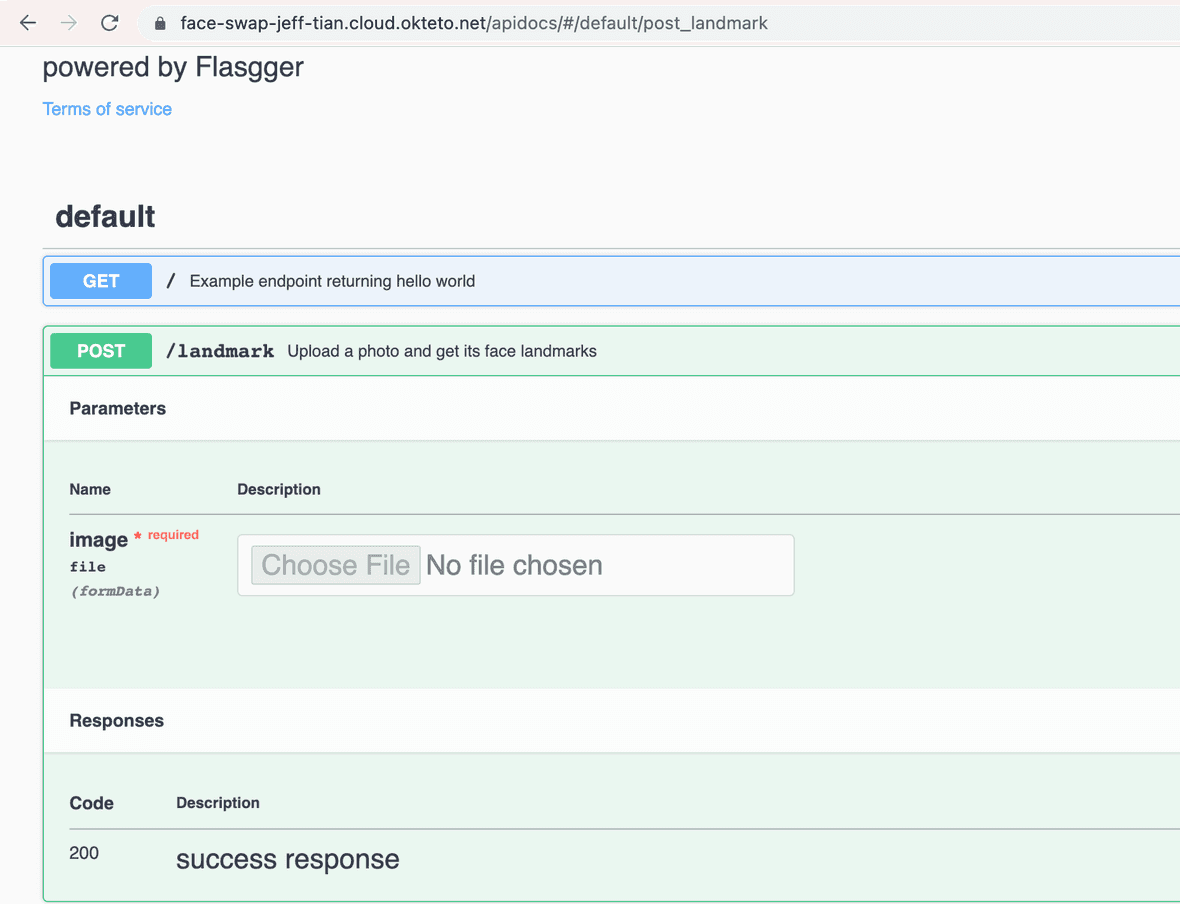 face-swap-jeff-tian.cloud.okteto.net/apidocs/#/default/post_landmark
powered by Flasgger
Terms of service
default
GET / Example endpoint returning hello world
POST /landmark Upload a photo and get its face landmarks
Parameters
Name Description
image * required
file
(formData)
Choose File No file chosen
Responses
Code Description
200 success response